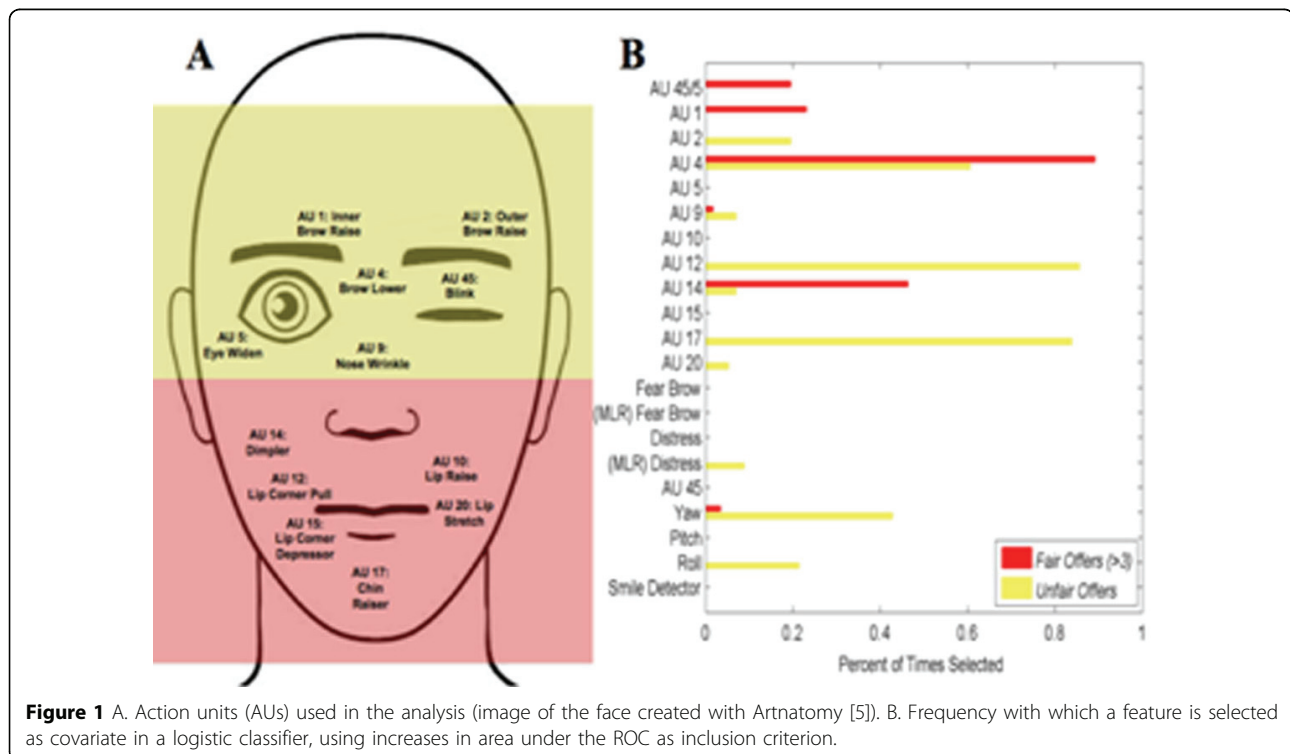 A
AU 1: Inner
Brow Raise
AU 2: Outer
Brow Raise
AU 4:
Brow Lower
AU 45:
Blink
AU 5:
Eye Widen
AU 9:
Nose Wrinkle
AU 14:
Dimpler
AU 10:
Lip Raise
AU 12:
Lip Corner Pull
AU 20: Lip
Stretch
AU 15:
Lip Corner
Depressor
AU 17:
Chin
Raiser
B
AU 45/5
AU 1
AU 2
AU 4
AU 5
AU 9
AU 10
AU 12
AU 14
AU 15
AU 17
AU 20
Fear Brow
(MLR) Fear Brow
Distress
(MLR) Distress
AU 45
Yaw
Pitch
Roll
Smile Detector
Fair Offers (>3)
Unfair Offers
0 0.2 0.4 0.6 0.8 1
Percent of Times Selected
Figure 1 A. Action units (AUs) used in the analysis (image of the face created with Artnatomy [5]). B. Frequency with which a feature is selected
as covariate in a logistic classifier, using increases in area under the ROC as inclusion criterion.